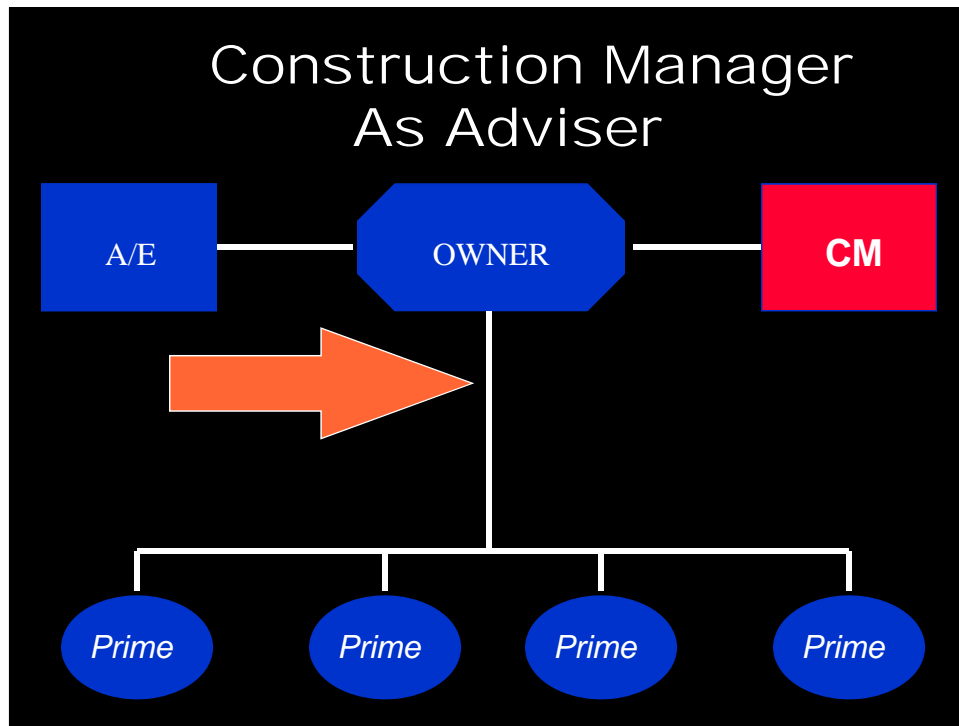 Construction Manager
As Adviser
A/E
OWNER
CM
Prime
Prime
Prime
Prime